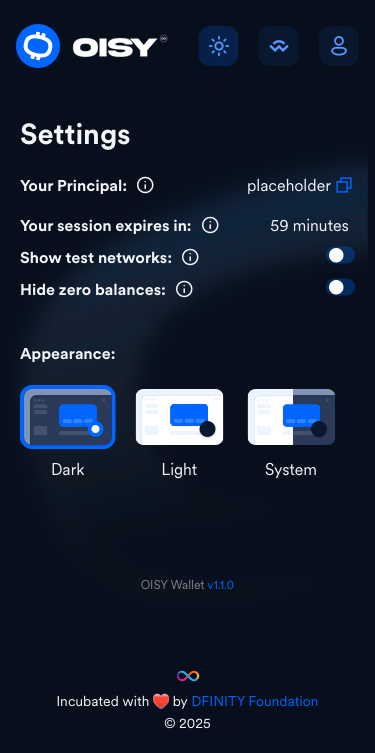 OISY
Settings
Your Principal: placeholder
Your session expires in: 59 minutes
Show test networks:
Hide zero balances:
Appearance:
Dark Light System
OISY Wallet v1.1.0
Incubated with ❤️ by DFINITY Foundation
© 2025